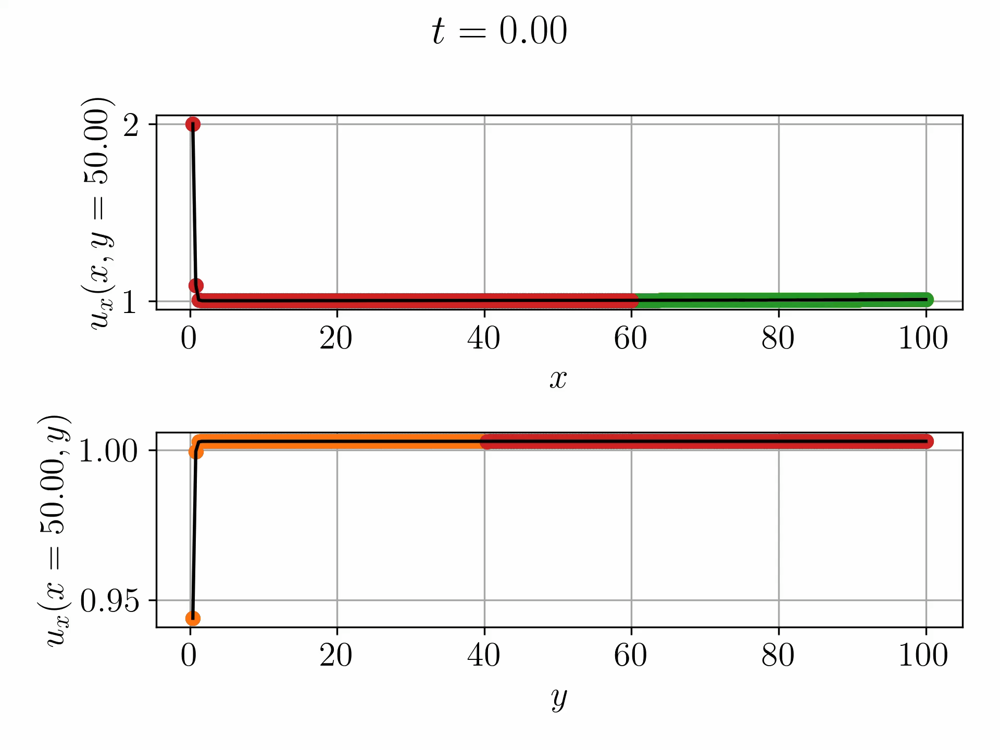 t = 0.00
u_x(x, y = 50.00)
2
1
0 20 40 60 80 100
x
u_x(x = 50.00, y)
1.00
0.95
0 20 40 60 80 100
y